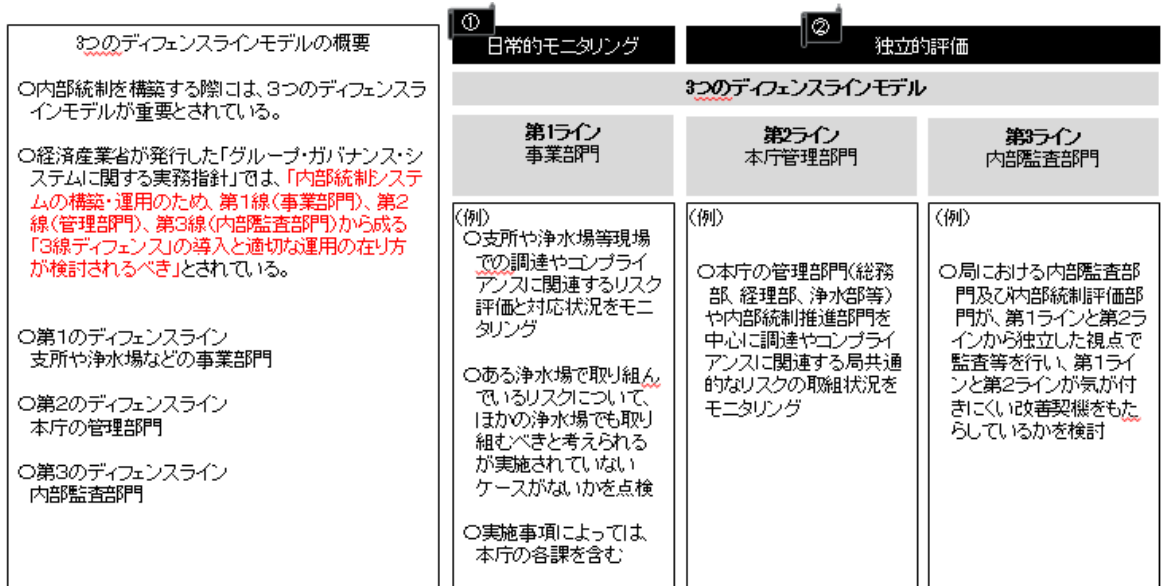 3つのディフェンスラインモデルの概要
〇内部統制を構築する際には、3つのディフェンスラ
インモデルが重要とされている。
〇経済産業省が発行した「グループ・ガバナンス・シ
ステムに関する実務指針」では、「内部統制システ
ムの構築・運用のため、第1線(事業部門)、第2
線(管理部門)、第3線(内部監査部門)から成る
「3線ディフェンス」の導入と適切な運用の在り方
が検討されるべき」とされている。
〇第1のディフェンスライン
支所や浄水場などの事業部門
〇第2のディフェンスライン
本庁の管理部門
〇第3のディフェンスライン
内部監査部門
①
日常的モニタリング
②
独立的評価
3つのディフェンスラインモデル
第1ライン
事業部門
第2ライン
本庁管理部門
第3ライン
内部監査部門
(例)
〇支所や浄水場等現場
での調達やコンプライ
アンスに関連するリスク
評価と対応状況をモニ
タリング
〇ある浄水場で取り組ん
でいるリスクについて、
ほかの浄水場でも取り
組むべきと考えられる
が実施されていない
ケースがないかを点検
〇実施事項によっては、
本庁の各課を含む
(例)
〇本庁の管理部門(総務
部、経理部、浄水部等)
や内部統制推進部門を
中心に調達やコンプライ
アンスに関連する局共通
的なリスクの取組状況を
モニタリング
(例)
〇局における内部監査部
門及び内部統制評価部
門が、第1ラインと第2ラ
インから独立した視点で
監査等を行い、第1ライ
ンと第2ラインが気が付
きにくい改善契機をもた
らしているかを検討